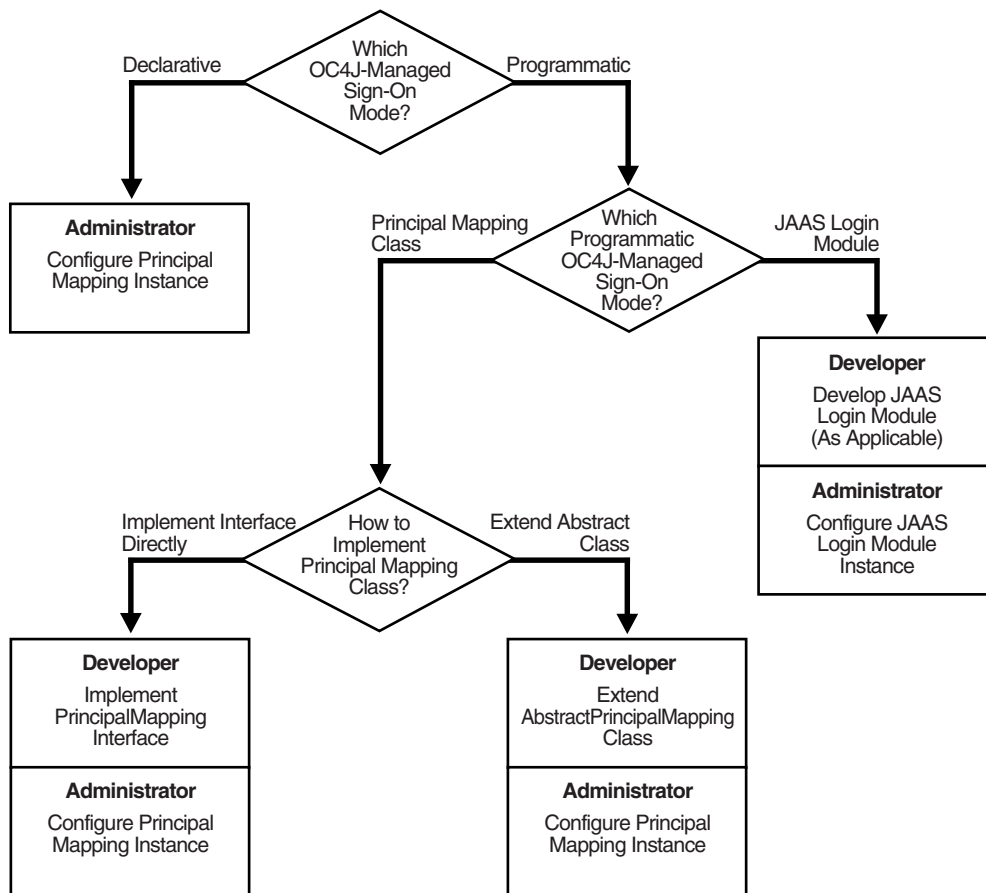 Which
OC4J-Managed
Sign-On
Mode?
Declarative
Programmatic
Administrator
Configure Principal
Mapping Instance
Principal Mapping
Class
Which
Programmatic
OC4J-Managed
Sign-On
Mode?
JAAS Login
Module
Developer
Develop JAAS
Login Module
(As Applicable)
Administrator
Configure JAAS
Login Module
Instance
Implement Interface
Directly
How to
Implement
Principal Mapping
Class?
Extend Abstract
Class
Developer
Implement
PrincipalMapping
Interface
Administrator
Configure Principal
Mapping Instance
Developer
Extend
AbstractPrincipalMapping
Class
Administrator
Configure Principal
Mapping Instance